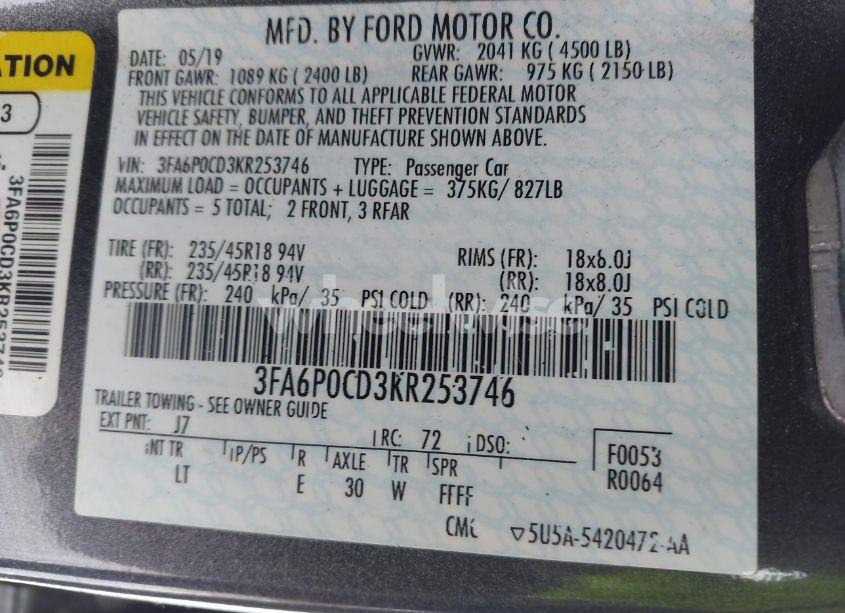 ATION
3
3FA6P0CD3KR253746
MFD. BY FORD MOTOR CO.
DATE: 05/19 GVWR: 2041 KG ( 4500 LB)
FRONT GAWR: 1089 KG ( 2400 LB) REAR GAWR: 975 KG ( 2150 LB)
THIS VEHICLE CONFORMS TO ALL APPLICABLE FEDERAL MOTOR
VEHICLE SAFETY, BUMPER, AND THEFT PREVENTION STANDARDS
IN EFFECT ON THE DATE OF MANUFACTURE SHOWN ABOVE.
VIN: 3FA6P0CD3KR253746 TYPE: Passenger Car
MAXIMUM LOAD = OCCUPANTS + LUGGAGE = 375KG/ 827LB
OCCUPANTS = 5 TOTAL; 2 FRONT, 3 REAR
TIRE (FR): 235/45R18 94V RIMS (FR): 18x8.0J
(RR): 235/45R18 94V (RR): 18x8.0J
PRESSURE (FR): 240 kPa/ 35 PSI COLD (RR): 240 kPa/ 35 PSI COLD
3FA6P0CD3KR253746
TRAILER TOWING - SEE OWNER GUIDE
EXT PNT: J7 RC: 72 DSO: F0053
INT TR TP/PS R AXLE TR SPR R0064
LT E 30 W FFFF
5U5A-5420472-AA